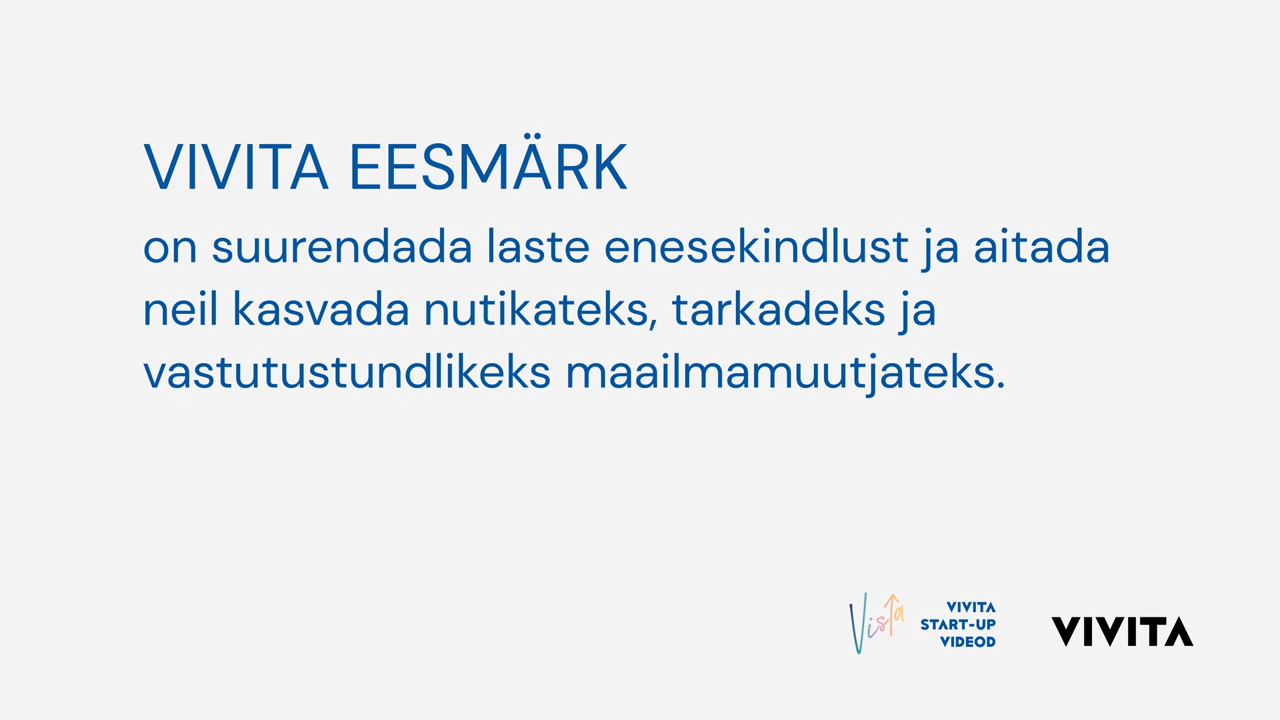 VIVITA EESMÄRK
on suurendada laste enesekindlust ja aitada
neil kasvada nutikateks, tarkadeks ja
vastutustundlikeks maailmamuutjateks.
Vista
VIVITA
START-UP
VIDEOD
VIVITA